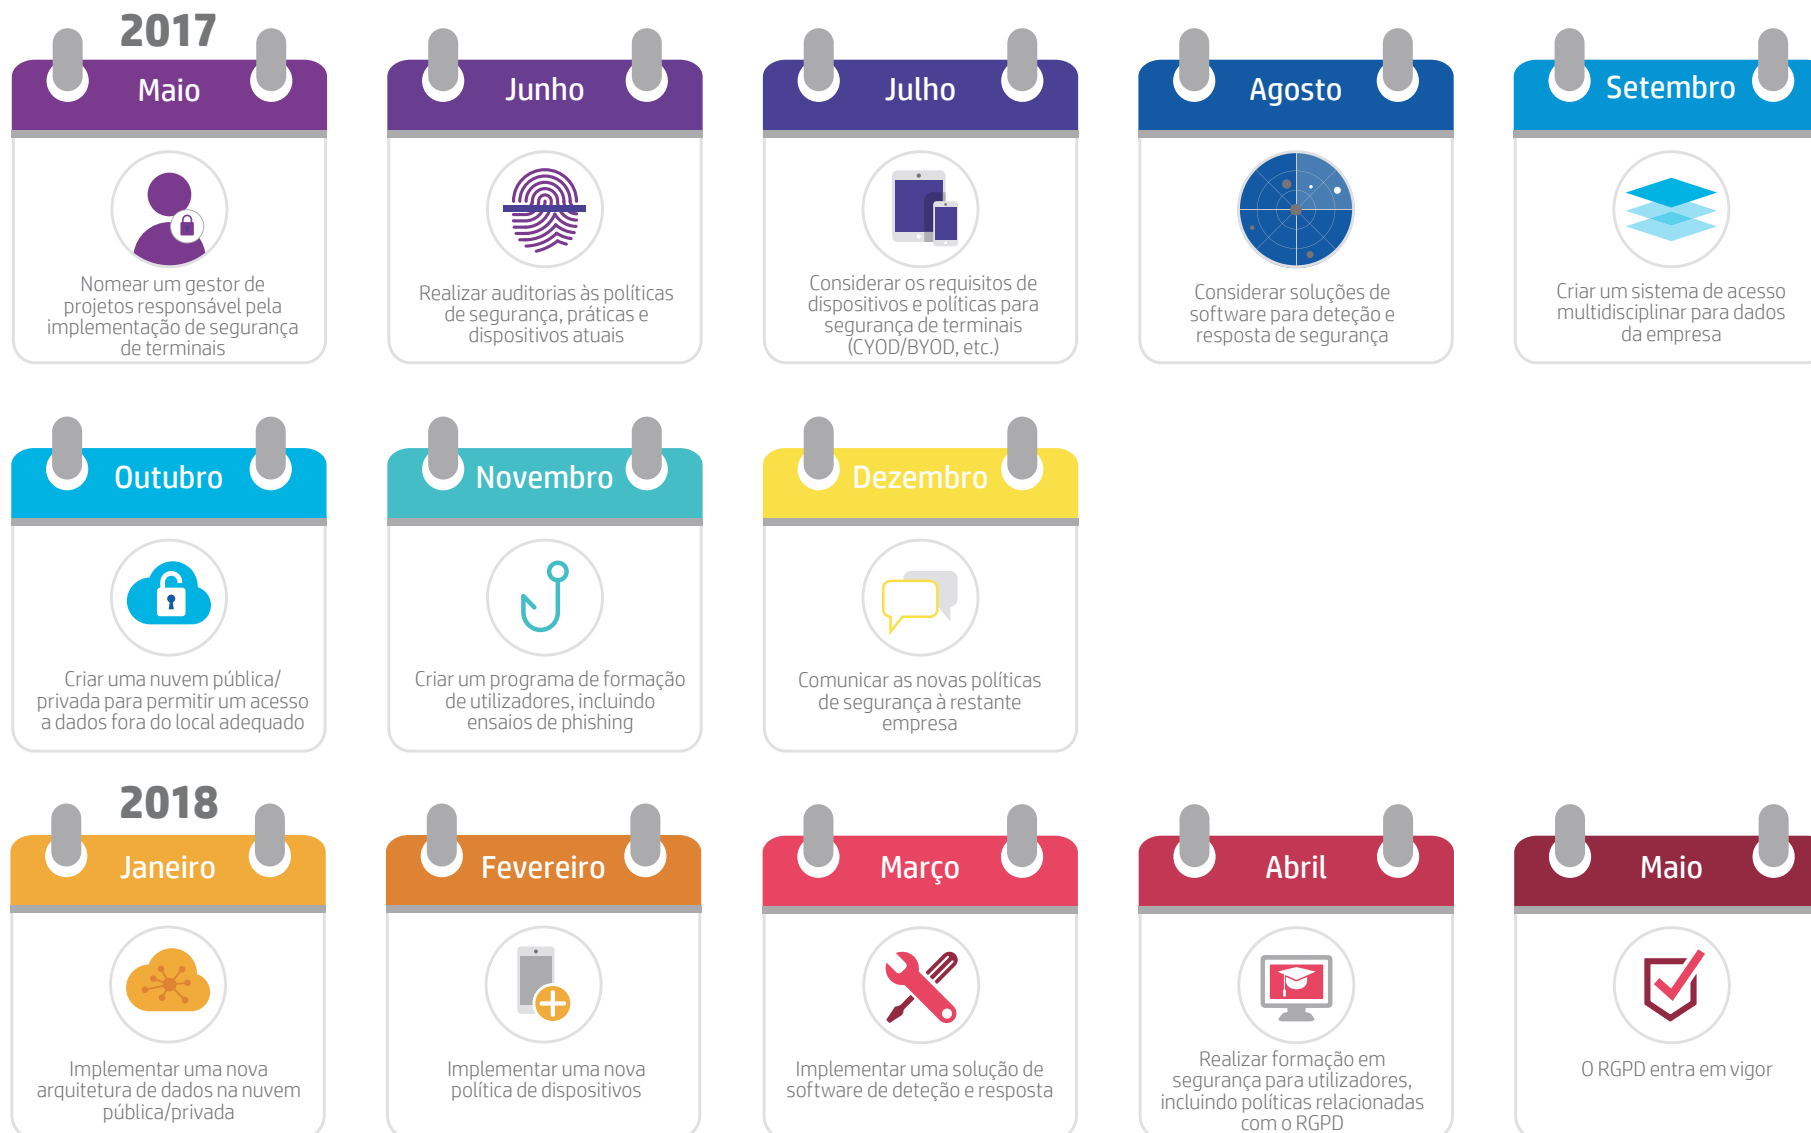 2017
Maio
Nomear um gestor de
projetos responsável pela
implementação de segurança
de terminais
Junho
Realizar auditorias às políticas
de segurança, práticas e
dispositivos atuais
Julho
Considerar os requisitos de
dispositivos e políticas para
segurança de terminais
(CYOD/BYOD, etc.)
Agosto
Considerar soluções de
software para deteção e
resposta de segurança
Setembro
Criar um sistema de acesso
multidisciplinar para dados
da empresa
Outubro
Criar uma nuvem pública/
privada para permitir um acesso
a dados fora do local adequado
Novembro
Criar um programa de formação
de utilizadores, incluindo
ensaios de phishing
Dezembro
Comunicar as novas políticas
de segurança à restante
empresa
2018
Janeiro
Implementar uma nova
arquitetura de dados na nuvem
pública/privada
Fevereiro
Implementar uma nova
política de dispositivos
Março
Implementar uma solução de
software de deteção e resposta
Abril
Realizar formação em
segurança para utilizadores,
incluindo políticas relacionadas
com o RGPD
Maio
O RGPD entra em vigor